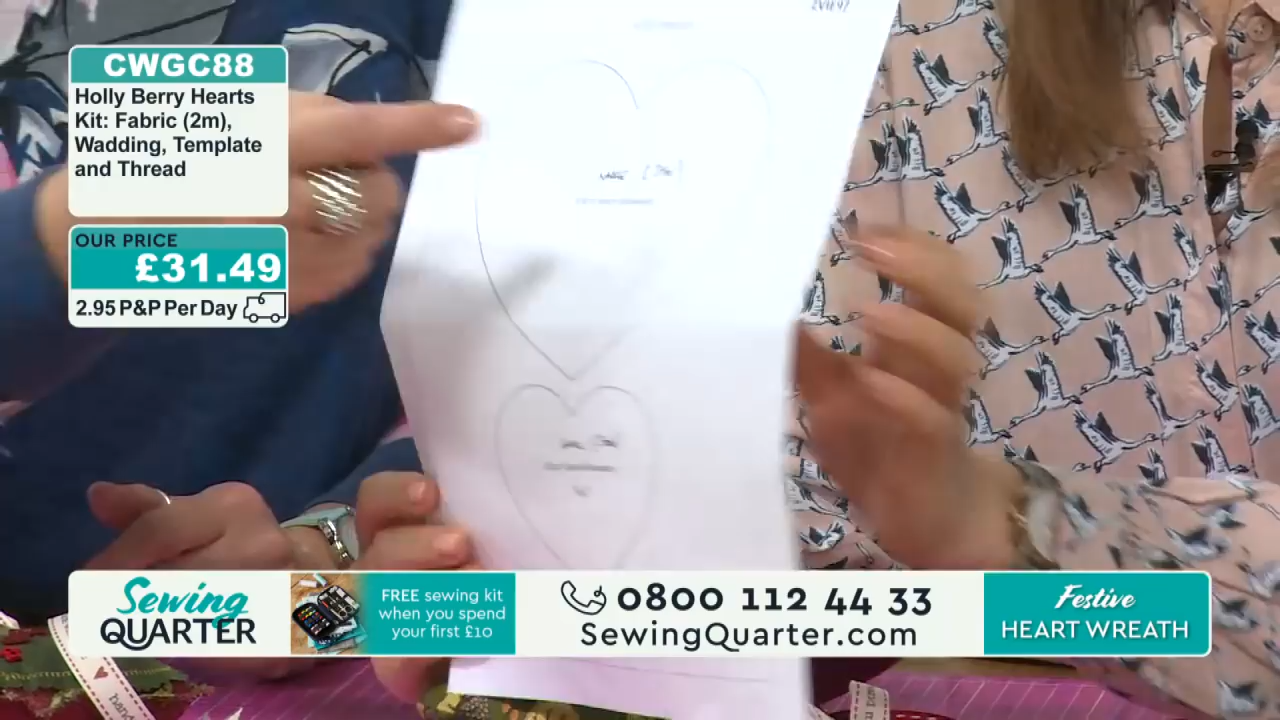 CWGC88
Holly Berry Hearts
Kit: Fabric (2m),
Wadding, Template
and Thread
OUR PRICE
£31.49
2.95 P&P Per Day
Sewing
QUARTER
FREE sewing kit
when you spend
your first £10
0800 112 44 33
SewingQuarter.com
Festive
HEART WREATH